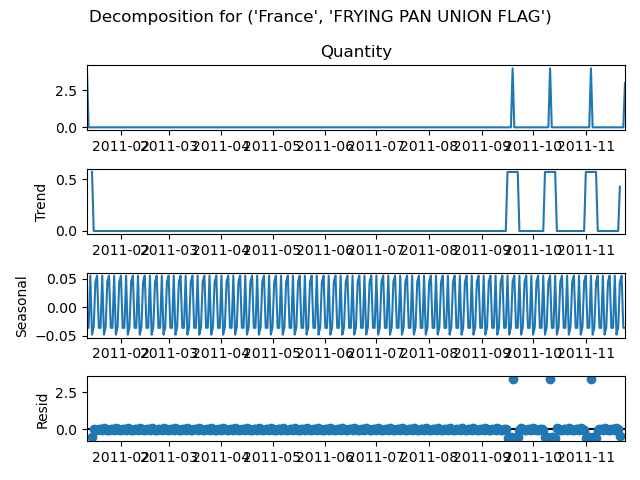 Decomposition for ('France', 'FRYING PAN UNION FLAG')
Quantity
2.5
0.0
2011-02 2011-03 2011-04 2011-05 2011-06 2011-07 2011-08 2011-09 2011-10 2011-11
Trend
0.5
0.0
2011-02 2011-03 2011-04 2011-05 2011-06 2011-07 2011-08 2011-09 2011-10 2011-11
Seasonal
0.05
0.00
−0.05
2011-02 2011-03 2011-04 2011-05 2011-06 2011-07 2011-08 2011-09 2011-10 2011-11
Resid
2.5
0.0
2011-02 2011-03 2011-04 2011-05 2011-06 2011-07 2011-08 2011-09 2011-10 2011-11